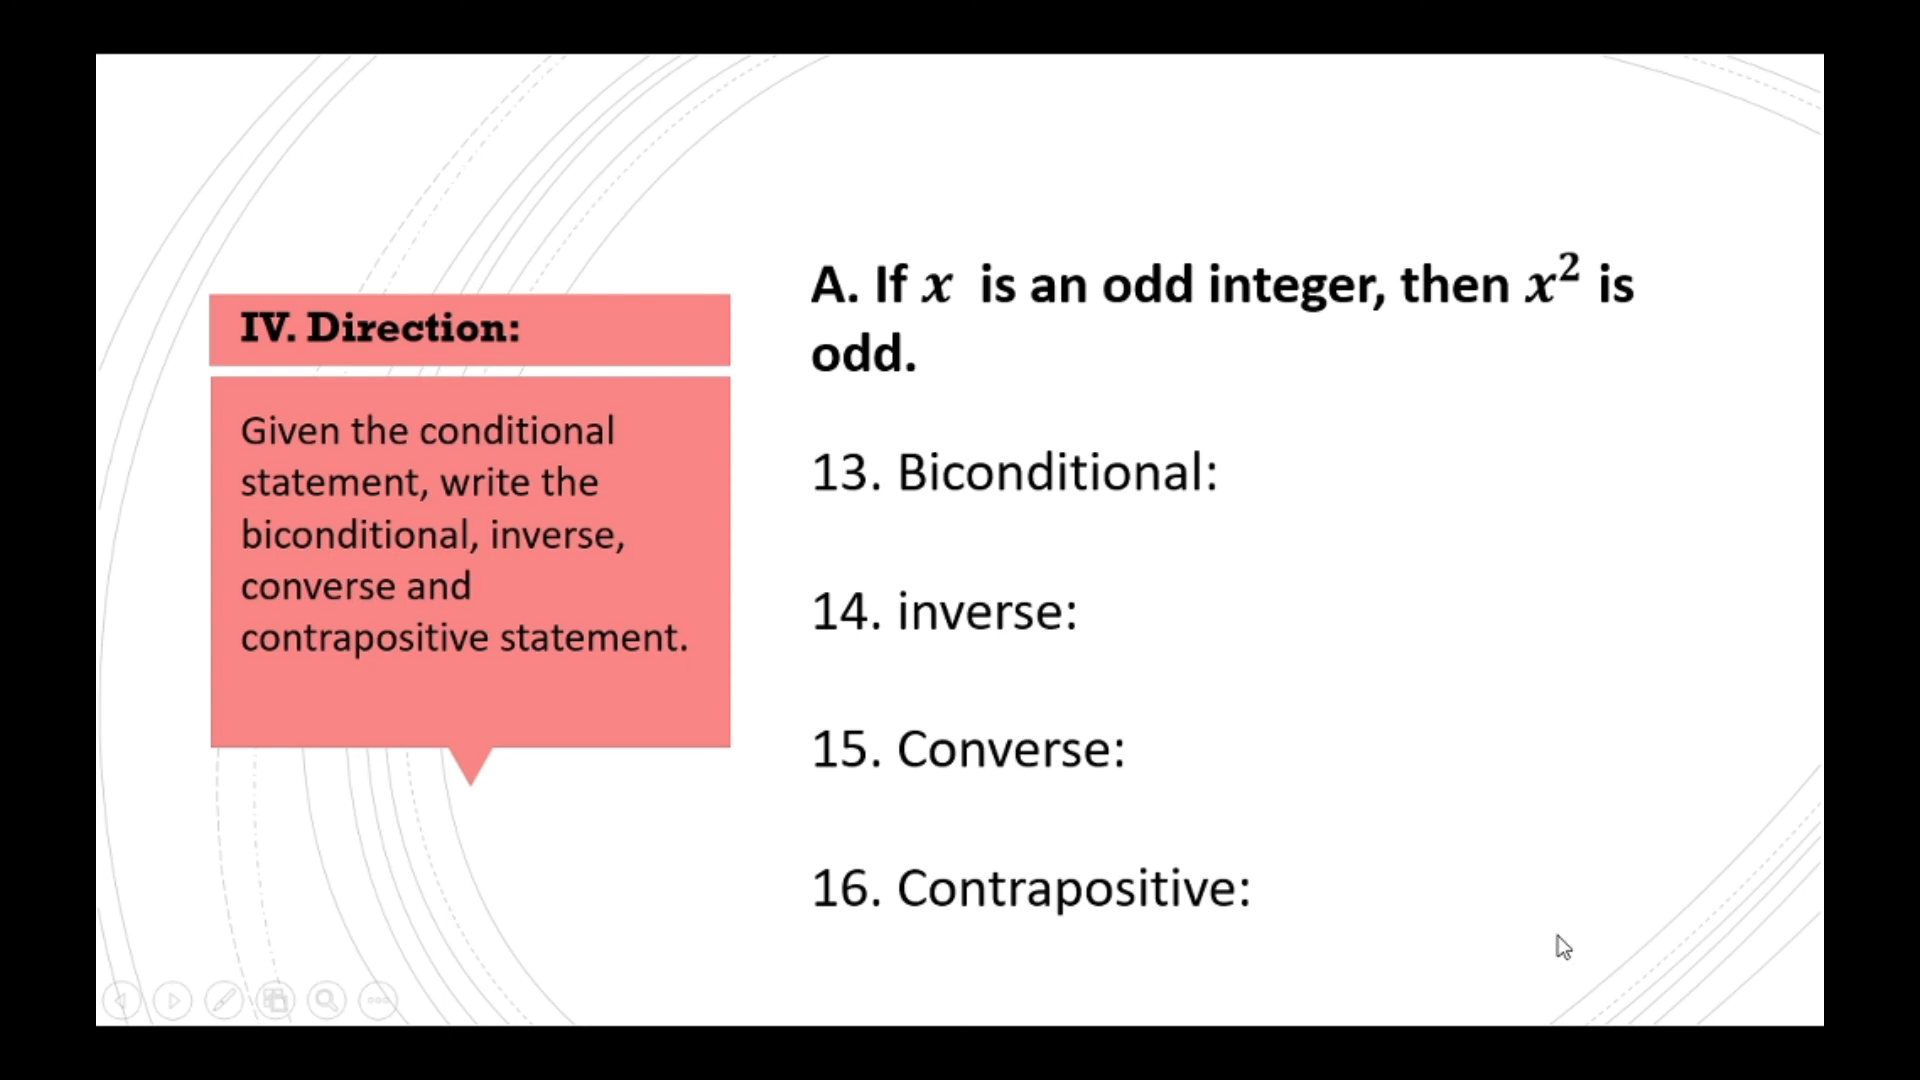 IV. Direction:
Given the conditional
statement, write the
biconditional, inverse,
converse and
contrapositive statement.
A. If x is an odd integer, then x² is
odd.
13. Biconditional:
14. inverse:
15. Converse:
16. Contrapositive: